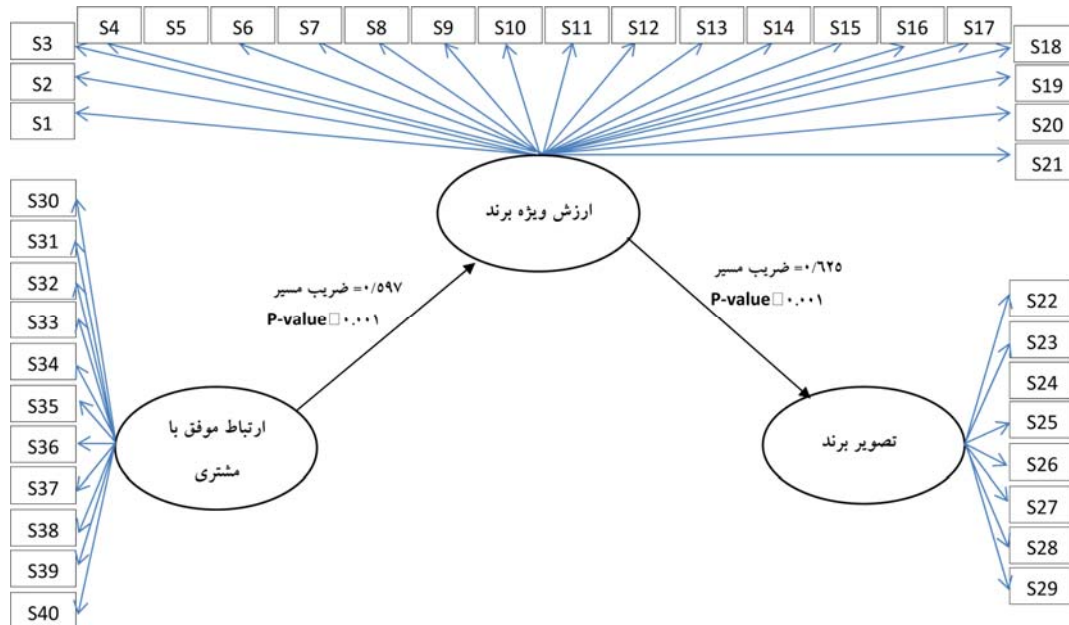 S4 S5 S6 S7 S8 S9 S10 S11 S12 S13 S14 S15 S16 S17
S3
S2
S1
S18
S19
S20
S21
ارزش ویژه برند
S30
S31
S32
S33
S34
S35
S36
S37
S38
S39
S40
۰/۵۹۷= ضریب مسیر
P-value□۰.۰۰۱
۰/٦٢٥= ضریب مسیر
P-value□۰.۰۰۱
ارتباط موفق با
مشتری
تصویر برند
S22
S23
S24
S25
S26
S27
S28
S29